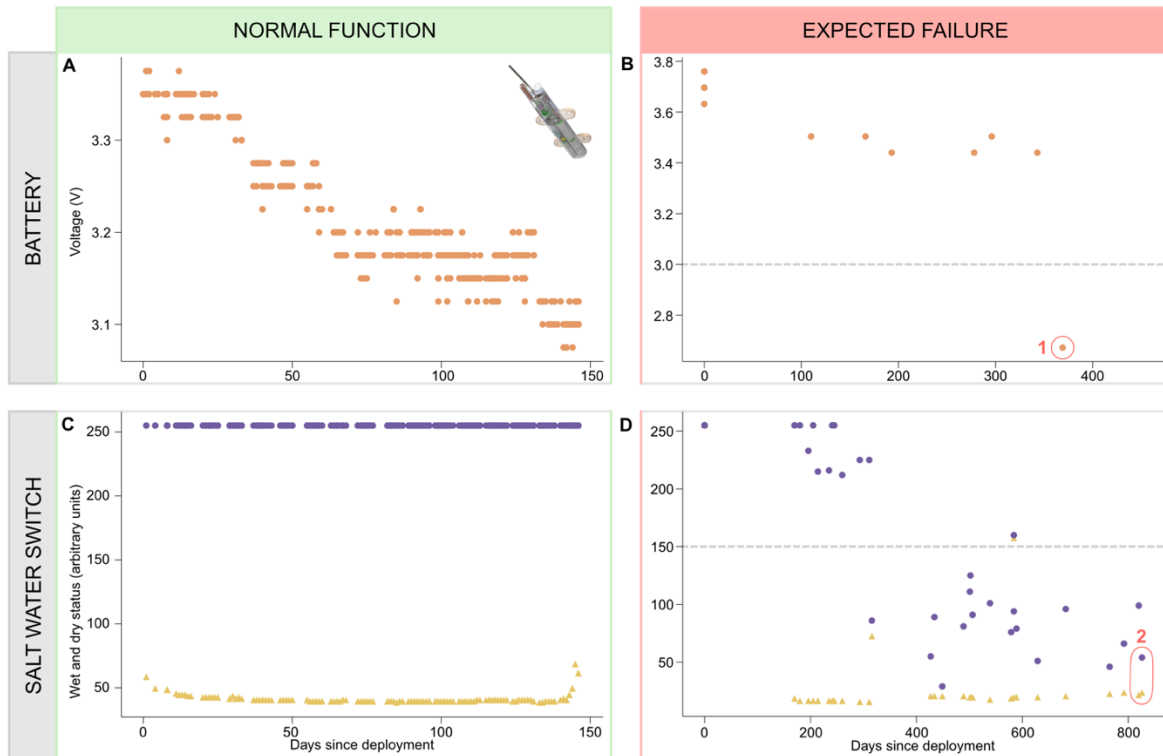 NORMAL FUNCTION
EXPECTED FAILURE
BATTERY
A
Voltage (V)
3.3
3.2
3.1
0 50 100 150
B
3.8
3.6
3.4
3.2
3.0
2.8
1
0 100 200 300 400
SALT WATER SWITCH
C
Wet and dry status (arbitrary units)
250
200
150
100
50
0 50 100 150
Days since deployment
D
250
200
150
100
50
2
0 200 400 600 800
Days since deployment